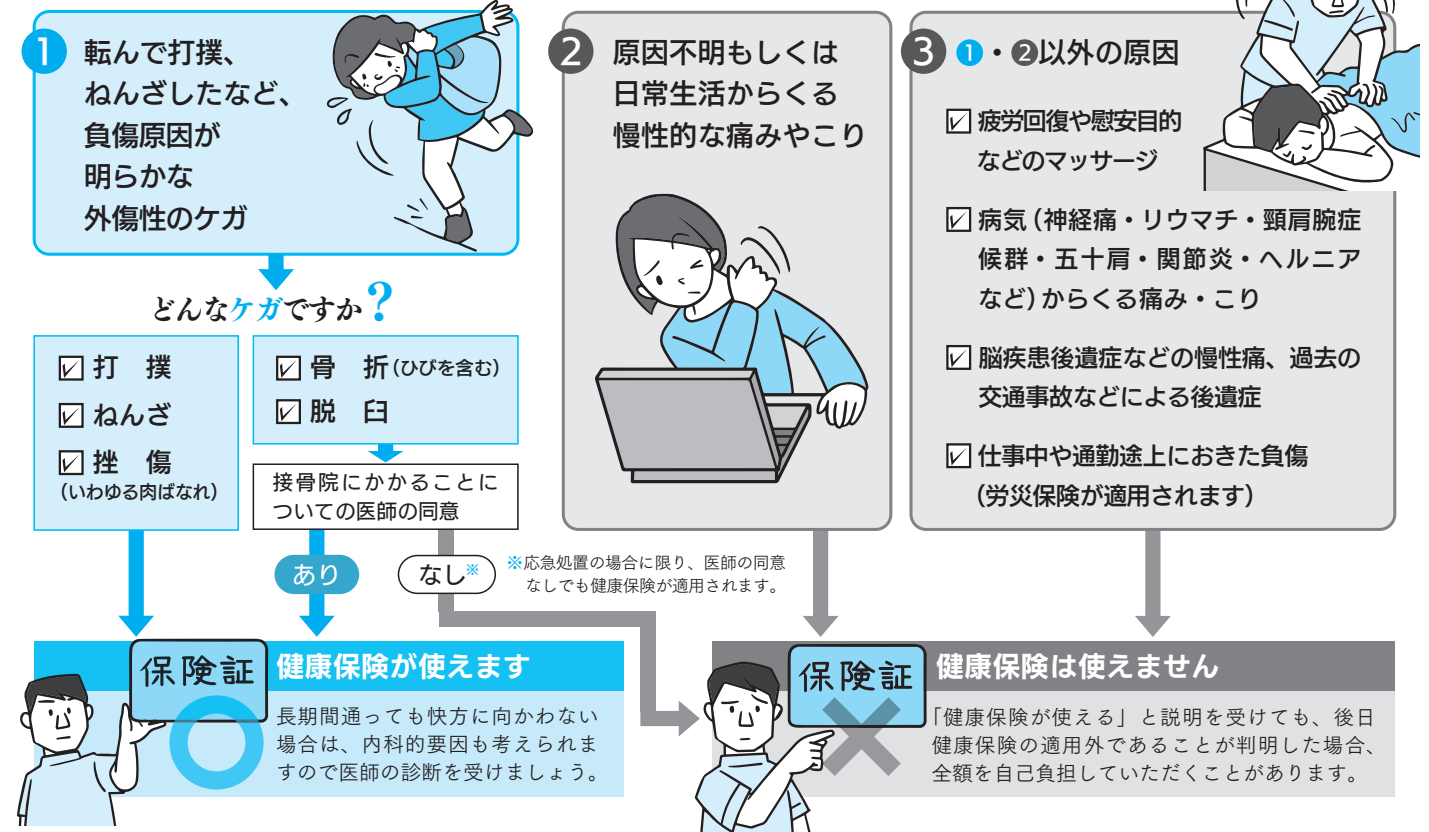 1 転んで打撲、
ねんざしたなど、
負傷原因が
明らかな
外傷性のケガ
どんなケガですか?
☑打　撲
☑ねんざ
☑挫　傷
(いわゆる肉ばなれ)
☑骨　折(ひびを含む)
☑脱　臼
接骨院にかかることに
ついての医師の同意
あり
なし※
※応急処置の場合に限り、医師の同意
なしでも健康保険が適用されます。
2 原因不明もしくは
日常生活からくる
慢性的な痛みやこり
3 1・2以外の原因
☑疲労回復や慰安目的
などのマッサージ
☑病気(神経痛・リウマチ・頸肩腕症
候群・五十肩・関節炎・ヘルニア
など)からくる痛み・こり
☑脳疾患後遺症などの慢性痛、過去の
交通事故などによる後遺症
☑仕事中や通勤途上におきた負傷
(労災保険が適用されます)
保険証
健康保険が使えます
長期間通っても快方に向かわない
場合は、内科的要因も考えられま
すので医師の診断を受けましょう。
保険証
健康保険は使えません
「健康保険が使える」と説明を受けても、後日
健康保険の適用外であることが判明した場合、
全額を自己負担していただくことがあります。